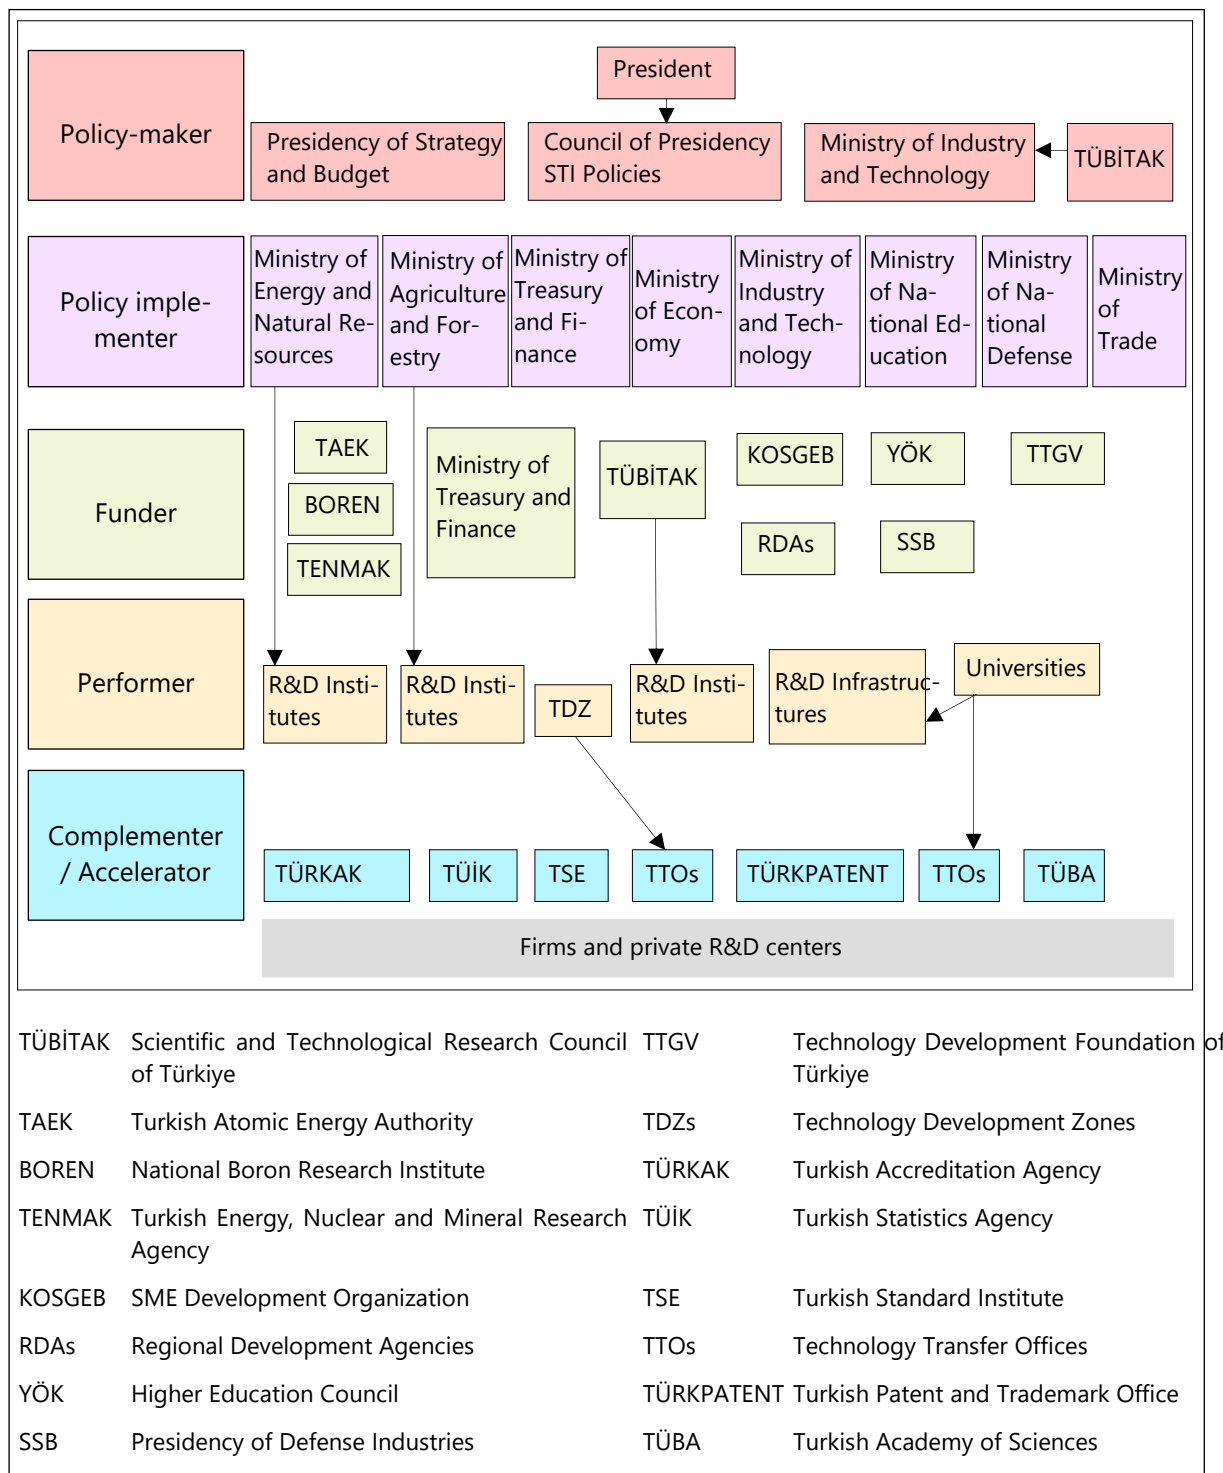 President
Policy-maker
Presidency of Strategy
and Budget
Council of Presidency
STI Policies
Ministry of Industry
and Technology
TÜBİTAK
Policy imple-
menter
Ministry of
Energy and
Natural Re-
sources
Ministry of
Agriculture
and For-
estry
Ministry of
Treasury
and Fi-
nance
Ministry
of Econ-
omy
Ministry of
Industry
and Tech-
nology
Ministry
of Na-
tional Ed-
ucation
Ministry
of Na-
tional
Defense
Ministry
of
Trade
Funder
TAEK
BOREN
TENMAK
Ministry of
Treasury and
Finance
TÜBİTAK
KOSGEB
RDAs
YÖK
SSB
TTGV
Performer
R&D Insti-
tutes
R&D Insti-
tutes
TDZ
R&D Insti-
tutes
R&D Infrastruc-
tures
Universities
Complementer
/ Accelerator
TÜRKAK
TÜİK
TSE
TTOs
TÜRKPATENT
TTOs
TÜBA
Firms and private R&D centers
TÜBİTAK Scientific and Technological Research Council
of Türkiye
TTGV Technology Development Foundation of
Türkiye
TAEK Turkish Atomic Energy Authority
TDZs Technology Development Zones
BOREN National Boron Research Institute
TÜRKAK Turkish Accreditation Agency
TENMAK Turkish Energy, Nuclear and Mineral Research
Agency
TÜİK Turkish Statistics Agency
KOSGEB SME Development Organization
TSE Turkish Standard Institute
RDAs Regional Development Agencies
TTOs Technology Transfer Offices
YÖK Higher Education Council
TÜRKPATENT Turkish Patent and Trademark Office
SSB Presidency of Defense Industries
TÜBA Turkish Academy of Sciences